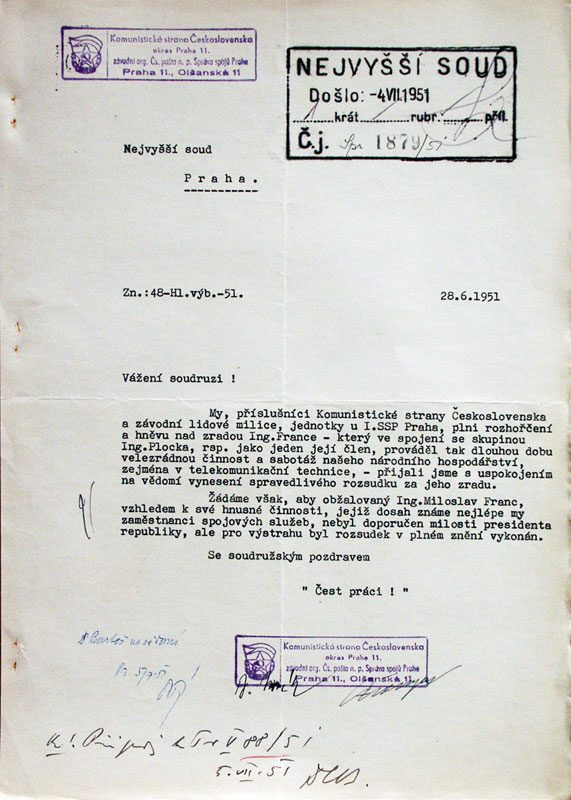 Komunistická strana Československa
okres Praha 11.
závodní org. Čs. pošta n. p. Správa spojů Praha
Praha 11., Olšanská 11
NEJVYŠŠÍ SOUD
Došlo: -4.VII.1951
1 krát rubr. příl.
Č.j. Spr 1879/51
Nejvyšší soud
Praha.
Zn.:48-Hl.výb.-51.
28.6.1951
Vážení soudruzi !
My, příslušníci Komunistické strany Československa
a závodní lidové milice, jednotky u I.SSP Praha, plni rozhořčení
a hněvu nad zradou Ing.France - který ve spojení se skupinou
Ing.Plocka, rsp. jako jeden její člen, prováděl tak dlouhou dobu
velezrádnou činnost a sabotáž našeho národního hospodářství,
zejména v telekomunikační technice, - přijali jsme s uspokojením
na vědomí vynesení spravedlivého rozsudku za jeho zradu.
Žádáme však, aby obžalovaný Ing.Miloslav Franc,
vzhledem k své hnusné činnosti, jejíž dosah známe nejlépe my
zaměstnanci spojových služeb, nebyl doporučen milosti presidenta
republiky, ale pro výstrahu byl rozsudek v plném znění vykonán.
Se soudružským pozdravem
" Čest práci ! "
Komunistická strana Československa
okres Praha 11.
závodní org. Čs. pošta n. p. Správa spojů Praha
Praha 11., Olšanská 11
88/51
5.VII.51